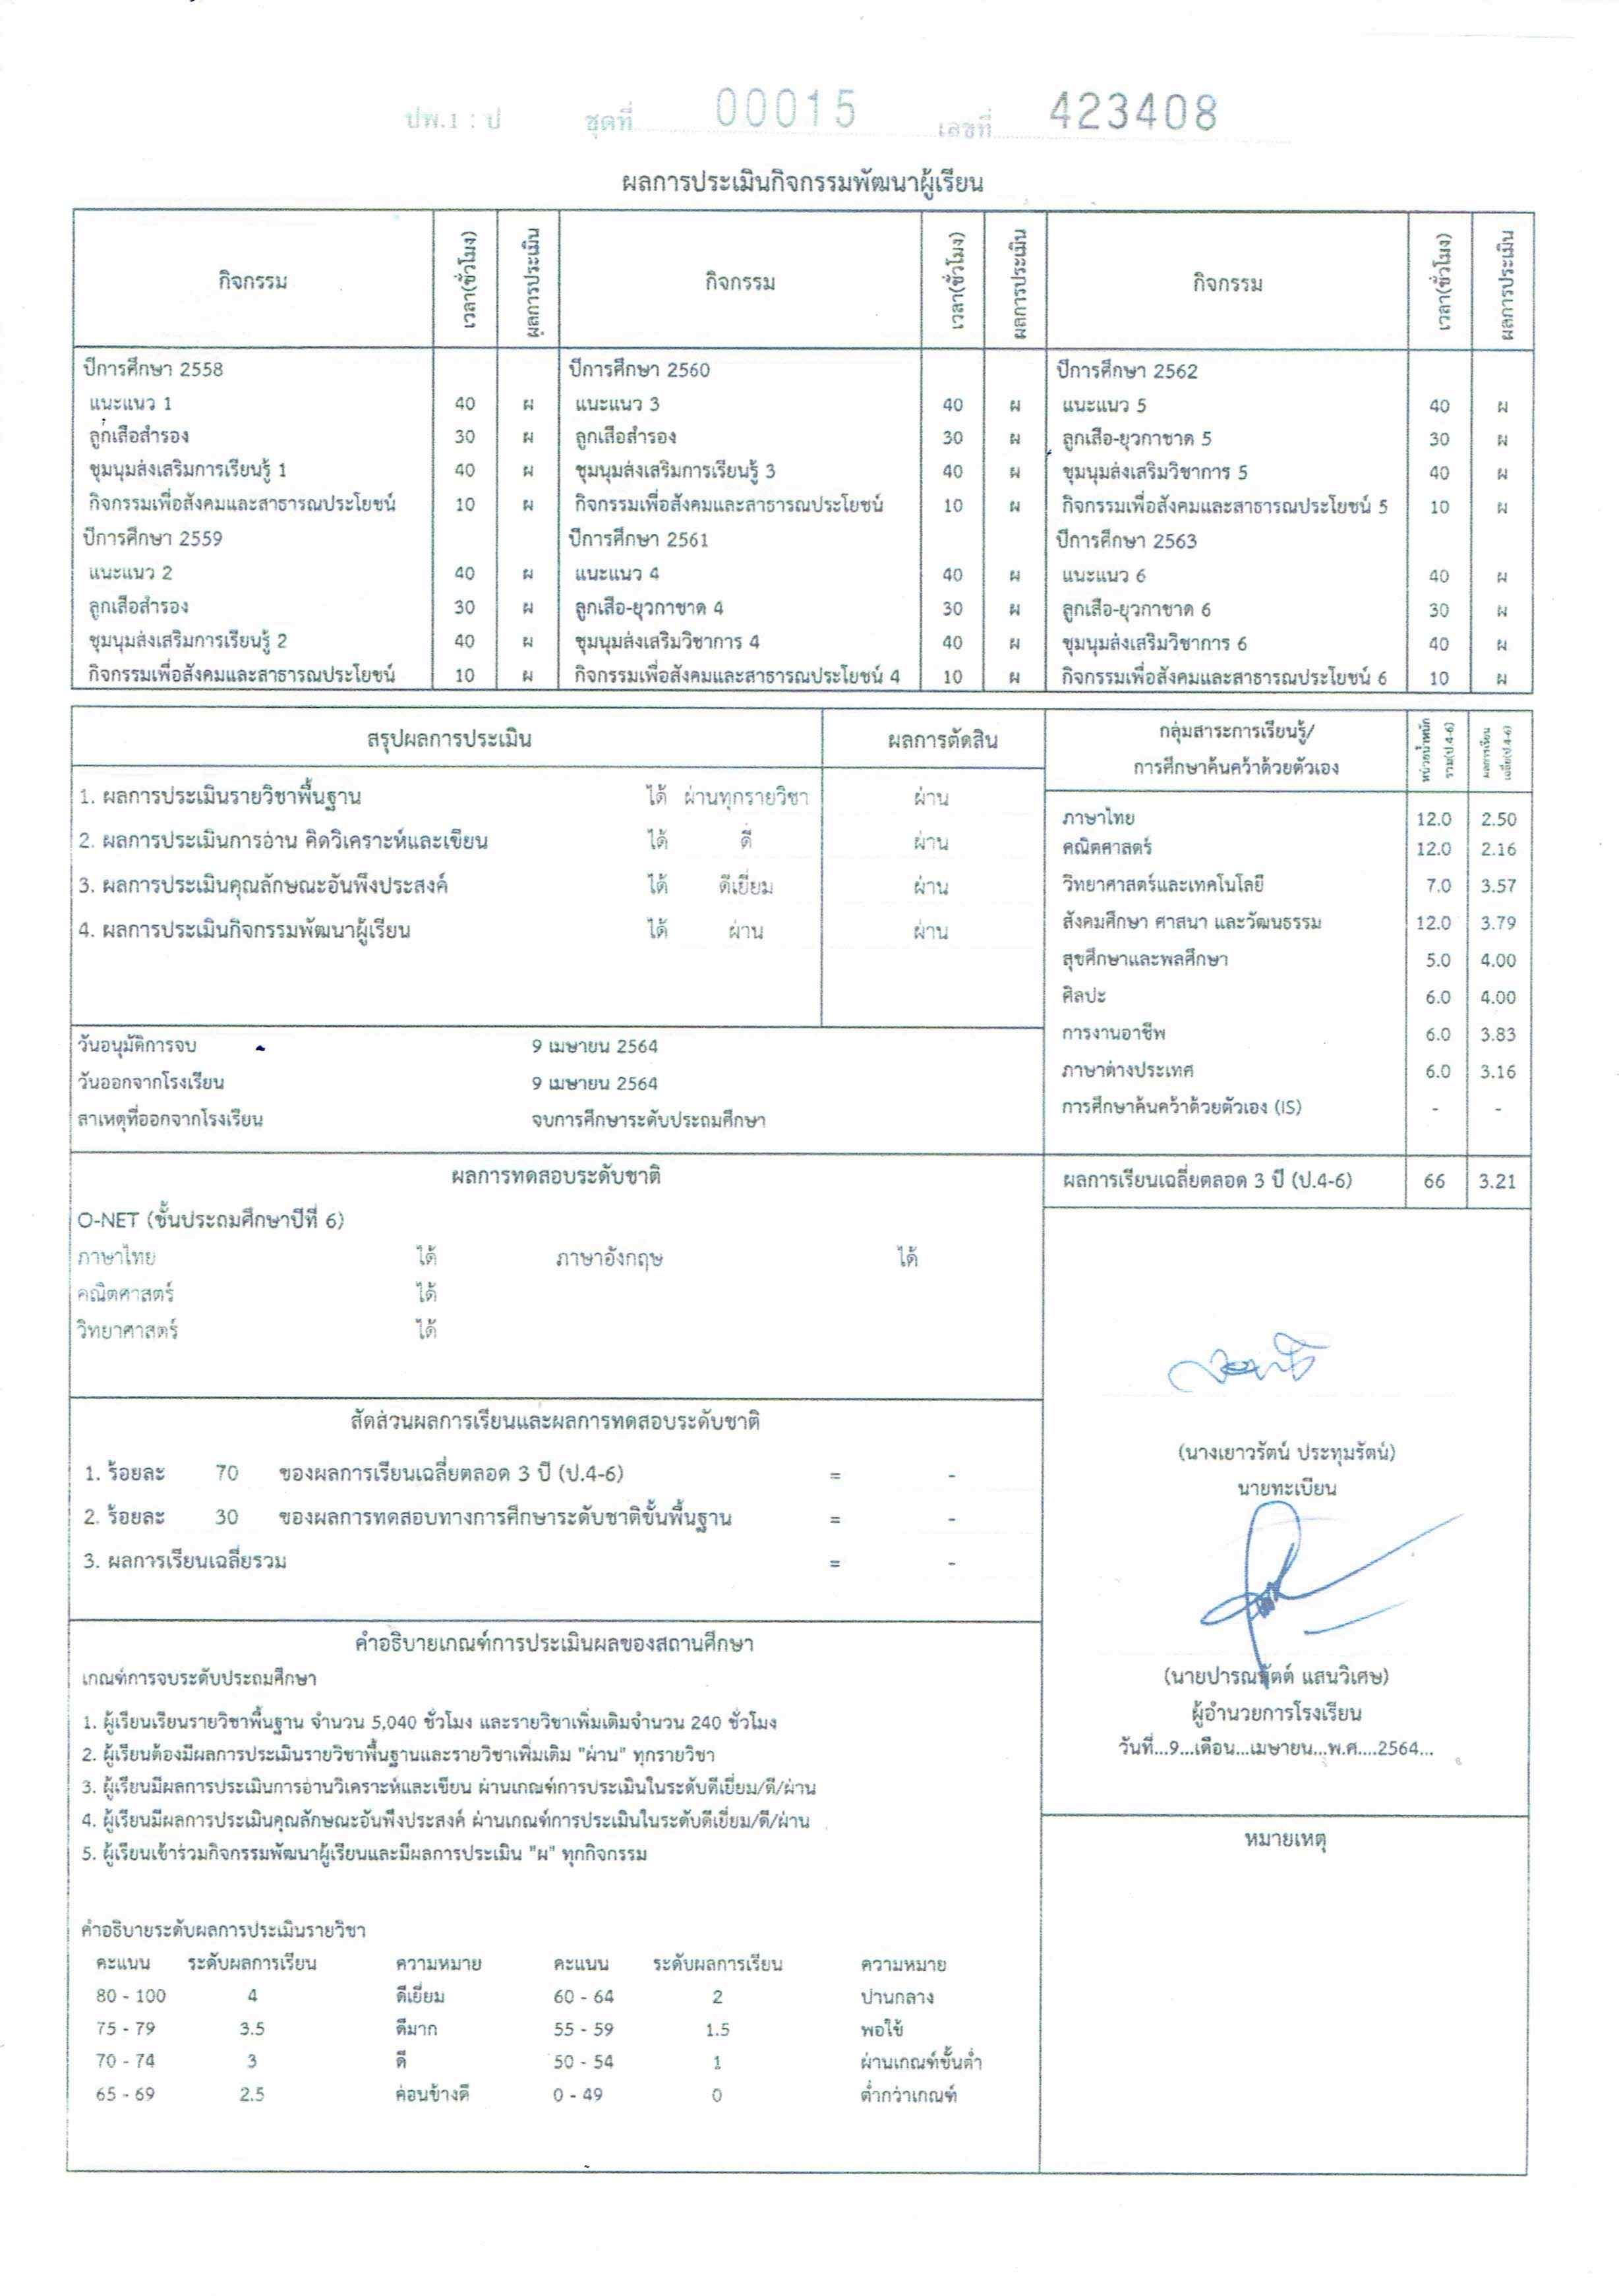 ปพ.1 : ป ชุดที่ 00015 เลขที่ 423408
ผลการประเมินกิจกรรมพัฒนาผู้เรียน
กิจกรรม เวลา(ชั่วโมง) ผลการประเมิน กิจกรรม เวลา(ชั่วโมง) ผลการประเมิน กิจกรรม เวลา(ชั่วโมง) ผลการประเมิน
ปีการศึกษา 2558 ปีการศึกษา 2560 ปีการศึกษา 2562
แนะแนว 1 40 ผ แนะแนว 3 40 ผ แนะแนว 5 40 ผ
ลูกเสือสำรอง 30 ผ ลูกเสือสำรอง 30 ผ ลูกเสือ-ยุวกาชาด 5 30 ผ
ชุมนุมส่งเสริมการเรียนรู้ 1 40 ผ ชุมนุมส่งเสริมการเรียนรู้ 3 40 ผ ชุมนุมส่งเสริมวิชาการ 5 40 ผ
กิจกรรมเพื่อสังคมและสาธารณประโยชน์ 10 ผ กิจกรรมเพื่อสังคมและสาธารณประโยชน์ 10 ผ กิจกรรมเพื่อสังคมและสาธารณประโยชน์ 5 10 ผ
ปีการศึกษา 2559 ปีการศึกษา 2561 ปีการศึกษา 2563
แนะแนว 2 40 ผ แนะแนว 4 40 ผ แนะแนว 6 40 ผ
ลูกเสือสำรอง 30 ผ ลูกเสือ-ยุวกาชาด 4 30 ผ ลูกเสือ-ยุวกาชาด 6 30 ผ
ชุมนุมส่งเสริมการเรียนรู้ 2 40 ผ ชุมนุมส่งเสริมวิชาการ 4 40 ผ ชุมนุมส่งเสริมวิชาการ 6 40 ผ
กิจกรรมเพื่อสังคมและสาธารณประโยชน์ 10 ผ กิจกรรมเพื่อสังคมและสาธารณประโยชน์ 4 10 ผ กิจกรรมเพื่อสังคมและสาธารณประโยชน์ 6 10 ผ
สรุปผลการประเมิน ผลการตัดสิน
1. ผลการประเมินรายวิชาพื้นฐาน ได้ ผ่านทุกรายวิชา ผ่าน
2. ผลการประเมินการอ่าน คิดวิเคราะห์และเขียน ได้ ดี ผ่าน
3. ผลการประเมินคุณลักษณะอันพึงประสงค์ ได้ ดีเยี่ยม ผ่าน
4. ผลการประเมินกิจกรรมพัฒนาผู้เรียน ได้ ผ่าน ผ่าน
วันอนุมัติการจบ 9 เมษายน 2564
วันออกจากโรงเรียน 9 เมษายน 2564
สาเหตุที่ออกจากโรงเรียน จบการศึกษาระดับประถมศึกษา
กลุ่มสาระการเรียนรู้/
การศึกษาค้นคว้าด้วยตัวเอง
หน่วยน้ำหนัก
รวม(ป.4-6)
ผลการเรียน
เฉลี่ย(ป.4-6)
ภาษาไทย 12.0 2.50
คณิตศาสตร์ 12.0 2.16
วิทยาศาสตร์และเทคโนโลยี 7.0 3.57
สังคมศึกษา ศาสนา และวัฒนธรรม 12.0 3.79
สุขศึกษาและพลศึกษา 5.0 4.00
ศิลปะ 6.0 4.00
การงานอาชีพ 6.0 3.83
ภาษาต่างประเทศ 6.0 3.16
การศึกษาค้นคว้าด้วยตัวเอง (IS) - -
ผลการเรียนเฉลี่ยตลอด 3 ปี (ป.4-6) 66 3.21
ผลการทดสอบระดับชาติ
O-NET (ชั้นประถมศึกษาปีที่ 6)
ภาษาไทย ได้ ภาษาอังกฤษ ได้
คณิตศาสตร์ ได้
วิทยาศาสตร์ ได้
สัดส่วนผลการเรียนและผลการทดสอบระดับชาติ
1. ร้อยละ 70 ของผลการเรียนเฉลี่ยตลอด 3 ปี (ป.4-6) = -
2. ร้อยละ 30 ของผลการทดสอบทางการศึกษาระดับชาติขั้นพื้นฐาน = -
3. ผลการเรียนเฉลี่ยรวม = -
(นางเยาวรัตน์ ประทุมรัตน์)
นายทะเบียน
ผู้อำนวยการโรงเรียน
วันที่...9...เดือน...เมษายน...พ.ศ....2564...
หมายเหตุ
คำอธิบายเกณฑ์การประเมินผลของสถานศึกษา
เกณฑ์การจบระดับประถมศึกษา
1. ผู้เรียนเรียนรายวิชาพื้นฐาน จำนวน 5,040 ชั่วโมง และรายวิชาเพิ่มเติมจำนวน 240 ชั่วโมง
2. ผู้เรียนต้องมีผลการประเมินรายวิชาพื้นฐานและรายวิชาเพิ่มเติม "ผ่าน" ทุกรายวิชา
3. ผู้เรียนมีผลการประเมินการอ่านวิเคราะห์และเขียน ผ่านเกณฑ์การประเมินในระดับดีเยี่ยม/ดี/ผ่าน
4. ผู้เรียนมีผลการประเมินคุณลักษณะอันพึงประสงค์ ผ่านเกณฑ์การประเมินในระดับดีเยี่ยม/ดี/ผ่าน
5. ผู้เรียนเข้าร่วมกิจกรรมพัฒนาผู้เรียนและมีผลการประเมิน "ผ" ทุกกิจกรรม
คำอธิบายระดับผลการประเมินรายวิชา
คะแนน ระดับผลการเรียน ความหมาย คะแนน ระดับผลการเรียน ความหมาย
80 - 100 4 ดีเยี่ยม 60 - 64 2 ปานกลาง
75 - 79 3.5 ดีมาก 55 - 59 1.5 พอใช้
70 - 74 3 ดี 50 - 54 1 ผ่านเกณฑ์ขั้นต่ำ
65 - 69 2.5 ค่อนข้างดี 0 - 49 0 ต่ำกว่าเกณฑ์